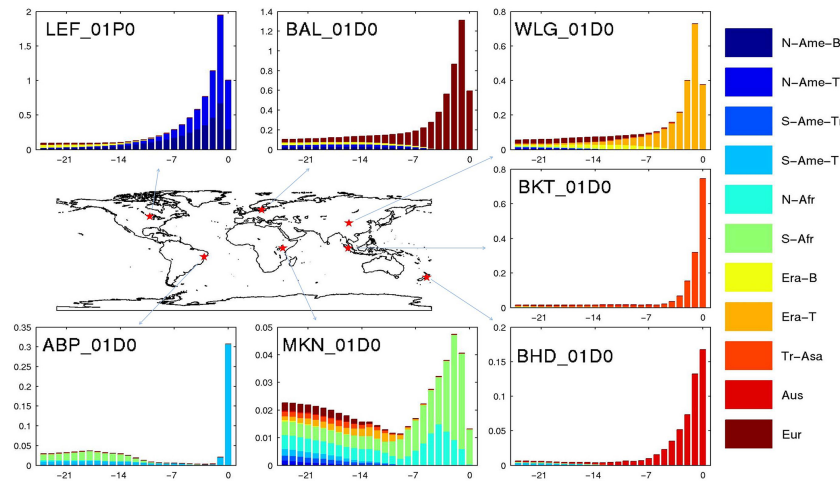 LEF_01P0
2
1.5
1
0.5
0
−21 −14 −7 0
BAL_01D0
1.4
1.2
1
0.8
0.6
0.4
0.2
0
−21 −14 −7 0
WLG_01D0
0.8
0.6
0.4
0.2
0
−21 −14 −7 0
BKT_01D0
0.8
0.6
0.4
0.2
0
−21 −14 −7 0
ABP_01D0
0.35
0.3
0.25
0.2
0.15
0.1
0.05
0
−21 −14 −7 0
MKN_01D0
0.05
0.04
0.03
0.02
0.01
0
−21 −14 −7 0
BHD_01D0
0.2
0.15
0.1
0.05
0
−21 −14 −7 0
N−Ame−B
N−Ame−T
S−Ame−Tr
S−Ame−T
N−Afr
S−Afr
Era−B
Era−T
Tr−Asa
Aus
Eur